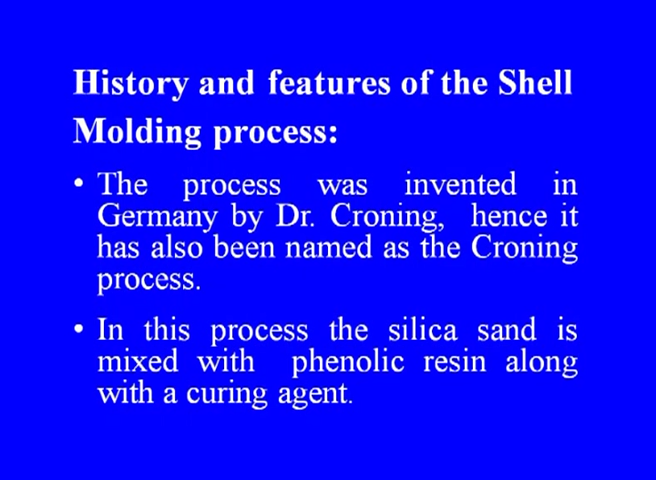 History and features of the Shell
Molding process:
• The process was invented in
Germany by Dr. Croning, hence it
has also been named as the Croning
process.
• In this process the silica sand is
mixed with phenolic resin along
with a curing agent.